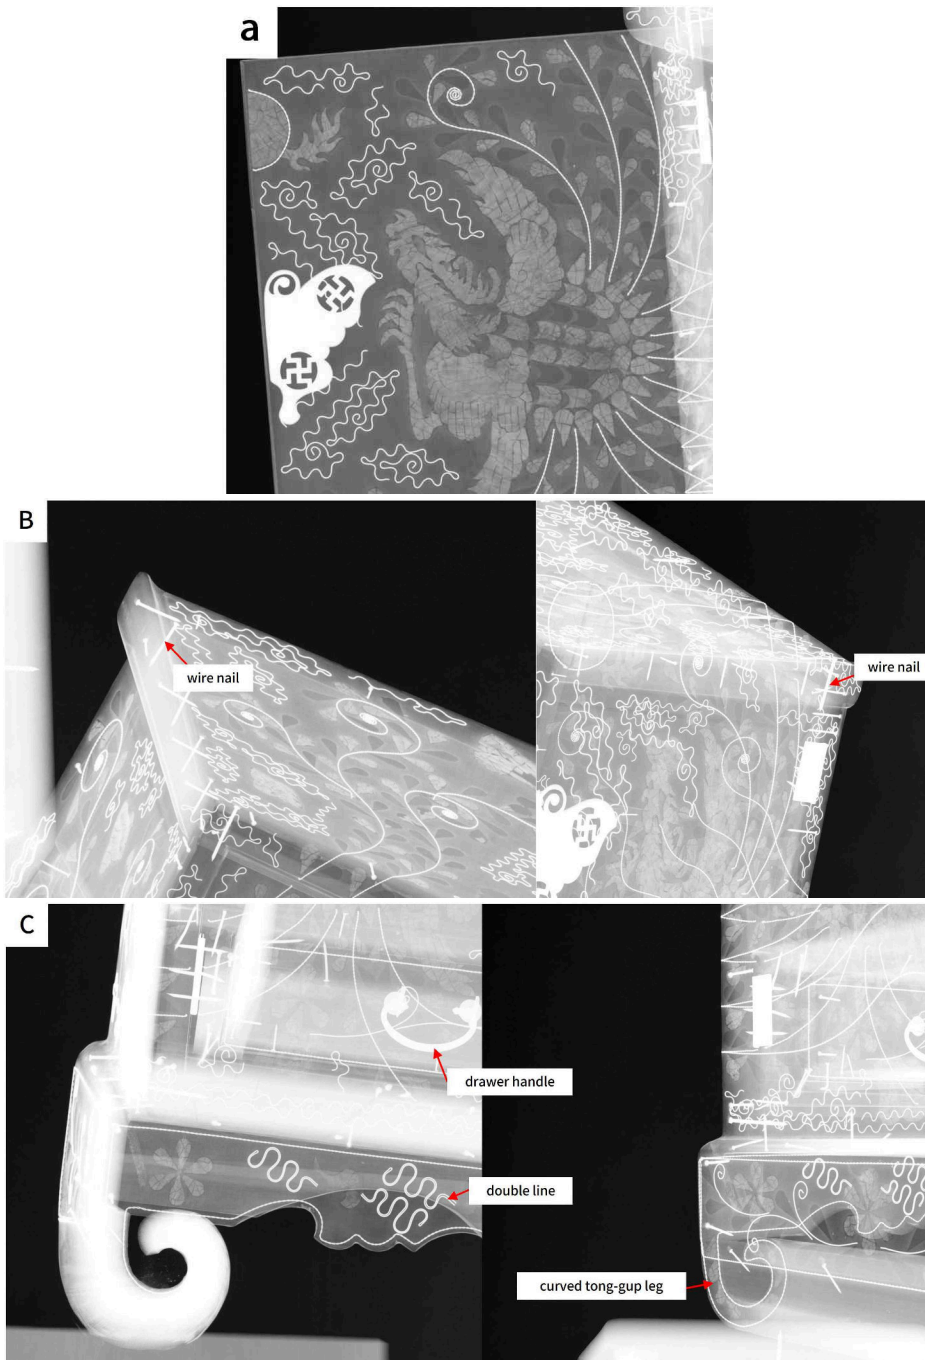 a
B
wire nail
wire nail
C
drawer handle
double line
curved tong-gup leg